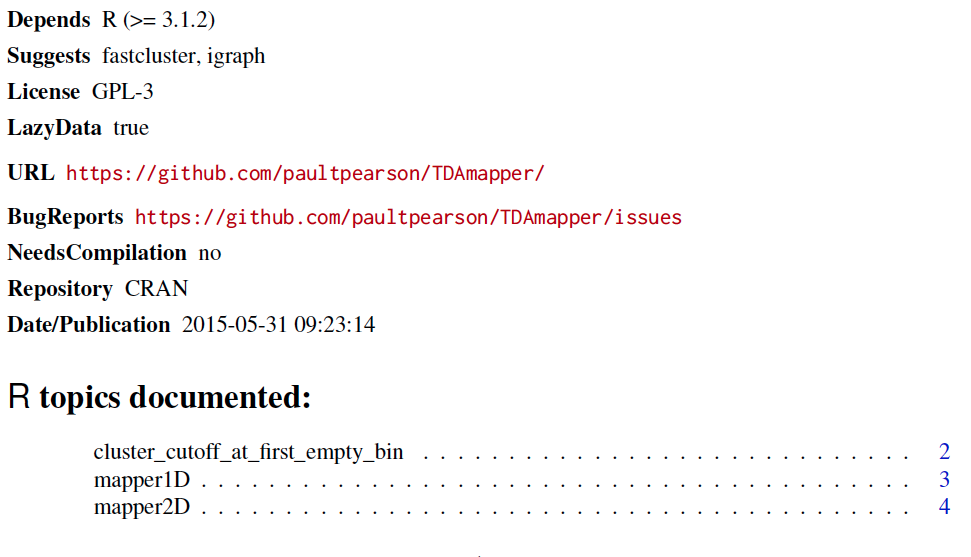 Depends R (>= 3.1.2)
Suggests fastcluster, igraph
License GPL-3
LazyData true
URL https://github.com/paultpearson/TDAmapper/
BugReports https://github.com/paultpearson/TDAmapper/issues
NeedsCompilation no
Repository CRAN
Date/Publication 2015-05-31 09:23:14
R topics documented:
cluster_cutoff_at_first_empty_bin . . . . . . . . . . . . . . . . . . . . . . . . . . . . . 2
mapper1D . . . . . . . . . . . . . . . . . . . . . . . . . . . . . . . . . . . . . . . . . . 3
mapper2D . . . . . . . . . . . . . . . . . . . . . . . . . . . . . . . . . . . . . . . . . . 4